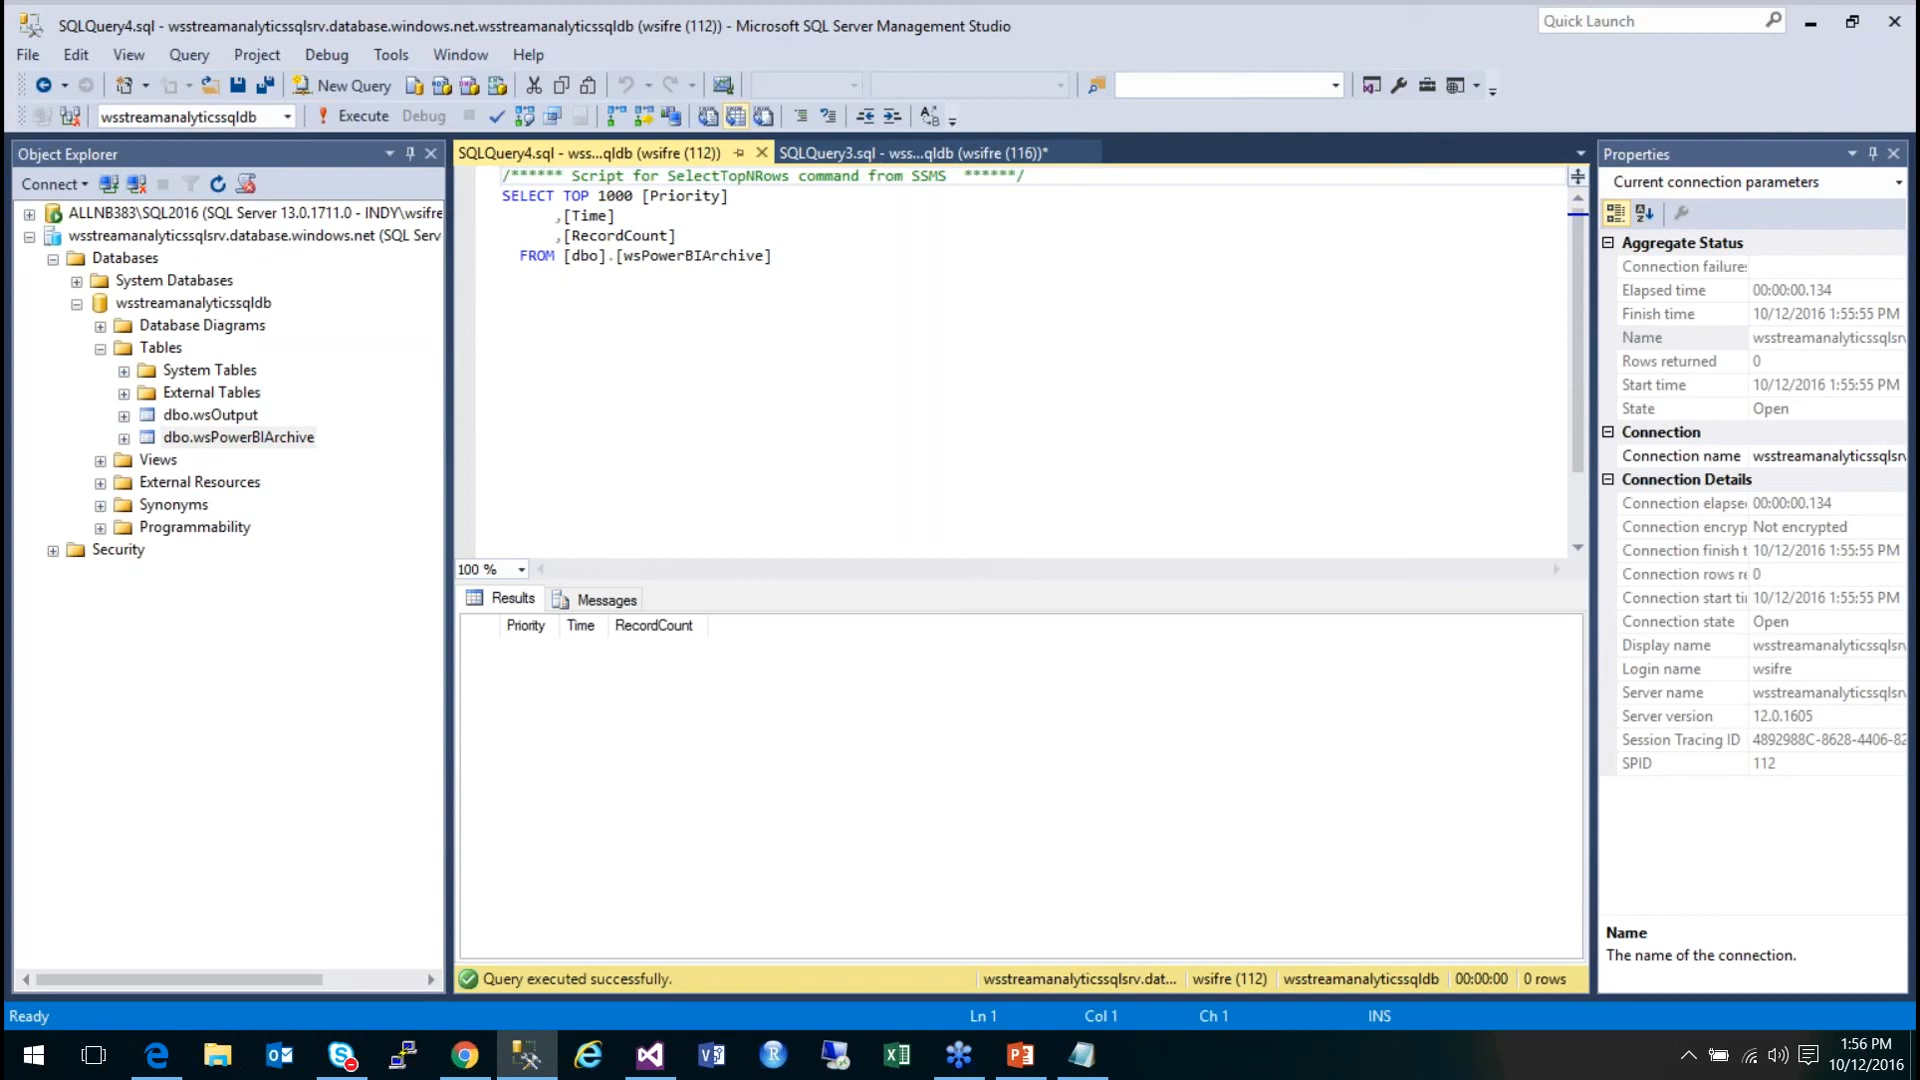 SQLQuery4.sql - wsstreamanalyticssqlsrv.database.windows.net.wsstreamanalyticssqldb (wsifre (112)) - Microsoft SQL Server Management Studio
Quick Launch
File Edit View Query Project Debug Tools Window Help
New Query
wsstreamanalyticssqldb
Execute Debug
Object Explorer
Connect
ALLNB383\SQL2016 (SQL Server 13.0.1711.0 - INDY\wsifre
wsstreamanalyticssqlsrv.database.windows.net (SQL Serv
Databases
System Databases
wsstreamanalyticssqldb
Database Diagrams
Tables
System Tables
External Tables
dbo.wsOutput
dbo.wsPowerBIArchive
Views
External Resources
Synonyms
Programmability
Security
SQLQuery4.sql - wss...qldb (wsifre (112))
SQLQuery3.sql - wss...qldb (wsifre (116))*
/****** Script for SelectTopNRows command from SSMS  ******/
SELECT TOP 1000 [Priority]
,[Time]
,[RecordCount]
FROM [dbo].[wsPowerBIArchive]
100 %
Results Messages
Priority Time RecordCount
Query executed successfully.
wsstreamanalyticssqlsrv.dat... wsifre (112) wsstreamanalyticssqldb 00:00:00 0 rows
Properties
Current connection parameters
Aggregate Status
Connection failures
Elapsed time 00:00:00.134
Finish time 10/12/2016 1:55:55 PM
Name wsstreamanalyticssqlsrv
Rows returned 0
Start time 10/12/2016 1:55:55 PM
State Open
Connection
Connection name wsstreamanalyticssqlsrv
Connection Details
Connection elapse 00:00:00.134
Connection encryp Not encrypted
Connection finish t 10/12/2016 1:55:55 PM
Connection rows re 0
Connection start ti 10/12/2016 1:55:55 PM
Connection state Open
Display name wsstreamanalyticssqlsrv
Login name wsifre
Server name wsstreamanalyticssqlsrv
Server version 12.0.1605
Session Tracing ID 4892988C-8628-4406-82
SPID 112
Name
The name of the connection.
Ready
Ln 1 Col 1 Ch 1 INS
1:56 PM
10/12/2016